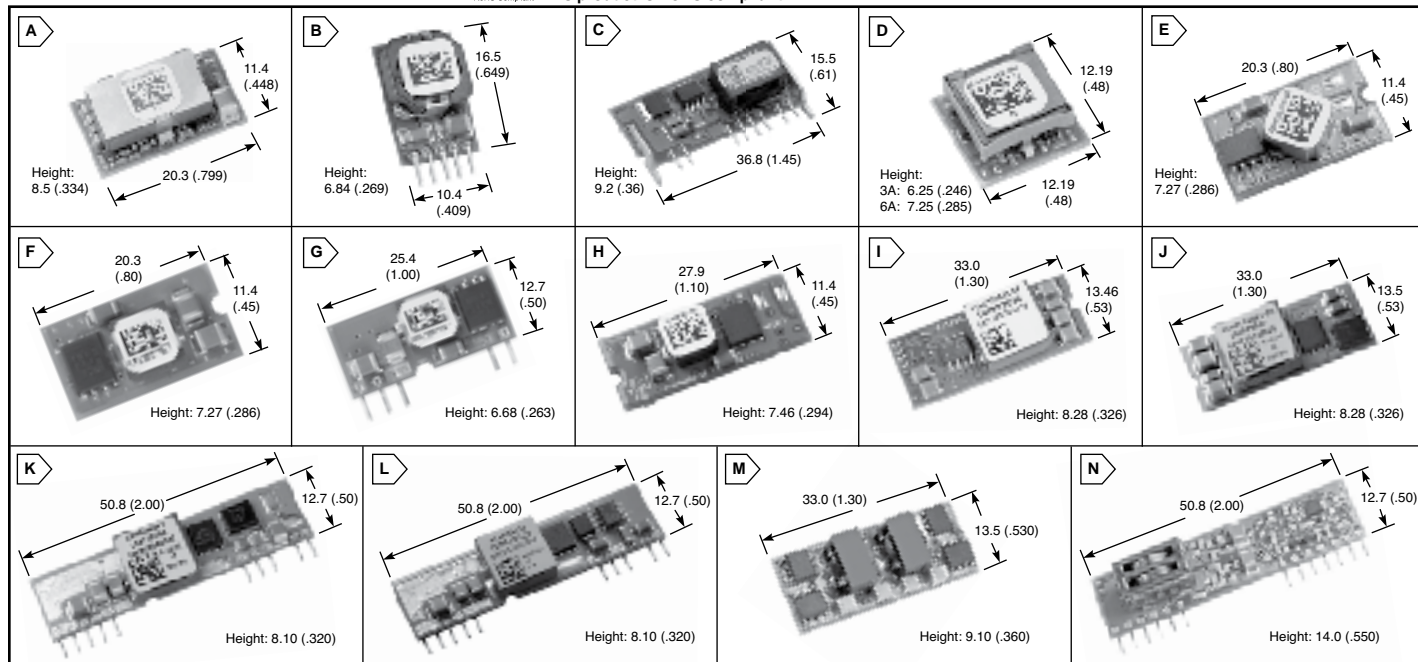 A
11.4
(.448)
20.3 (.799)
Height:
8.5 (.334)
B
16.5
(.649)
Height:
6.84 (.269)
10.4
(.409)
C
15.5
(.61)
Height:
9.2 (.36)
36.8 (1.45)
D
12.19
(.48)
Height:
3A: 6.25 (.246)
6A: 7.25 (.285)
12.19
(.48)
E
20.3 (.80)
11.4
(.45)
Height:
7.27 (.286)
F
20.3
(.80)
11.4
(.45)
Height: 7.27 (.286)
G
25.4
(1.00)
12.7
(.50)
Height: 6.68 (.263)
H
27.9
(1.10)
11.4
(.45)
Height: 7.46 (.294)
I
33.0
(1.30)
13.46
(.53)
Height: 8.28 (.326)
J
33.0
(1.30)
13.5
(.53)
Height: 8.28 (.326)
K
50.8 (2.00)
12.7 (.50)
Height: 8.10 (.320)
L
50.8 (2.00)
12.7 (.50)
Height: 8.10 (.320)
M
33.0 (1.30)
13.5 (.530)
Height: 9.10 (.360)
N
50.8 (2.00)
12.7 (.50)
Height: 14.0 (.550)